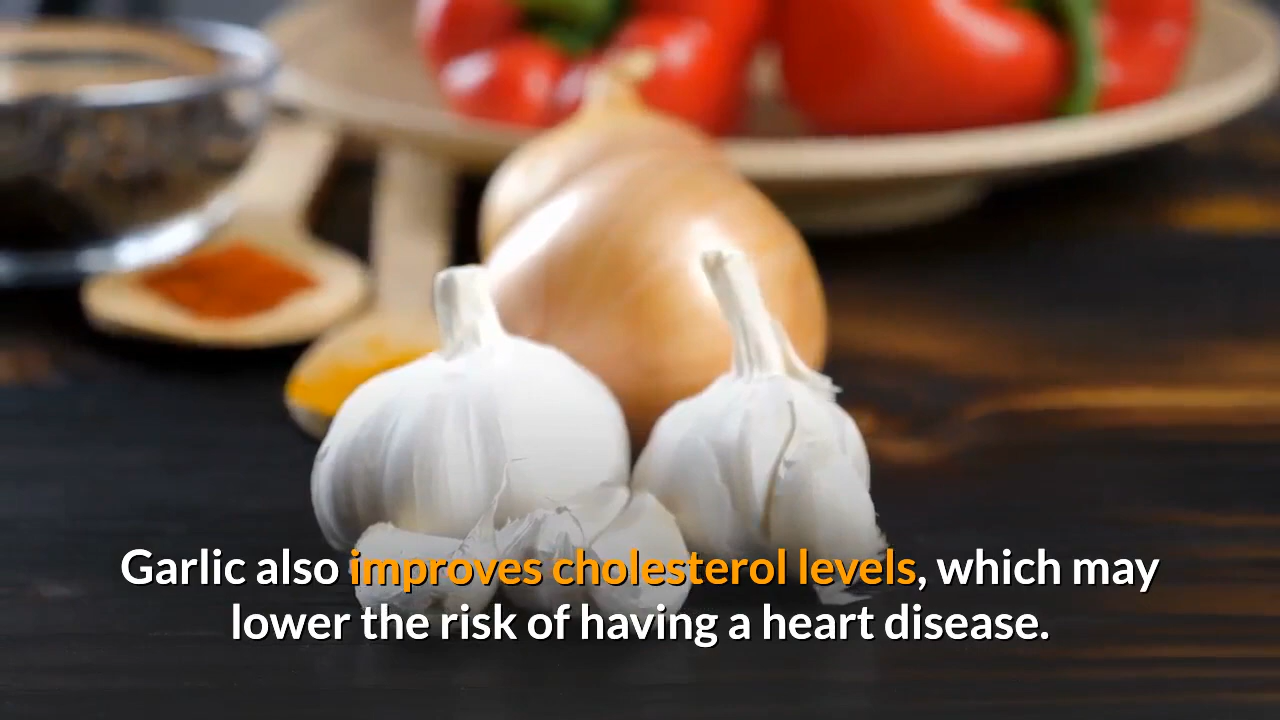 Garlic also improves cholesterol levels, which may
lower the risk of having a heart disease.